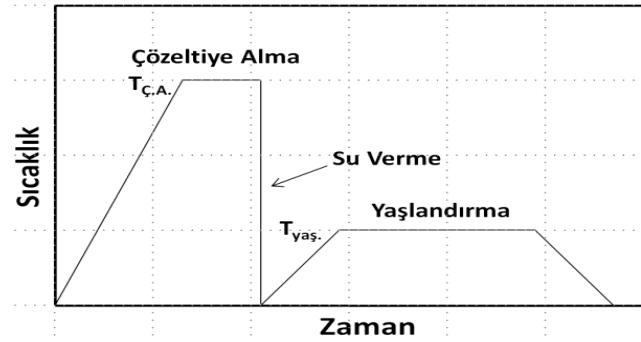 Çözeltiye Alma
TÇ.A.
Su Verme
Sıcaklık
Yaşlandırma
Tyaş.
Zaman